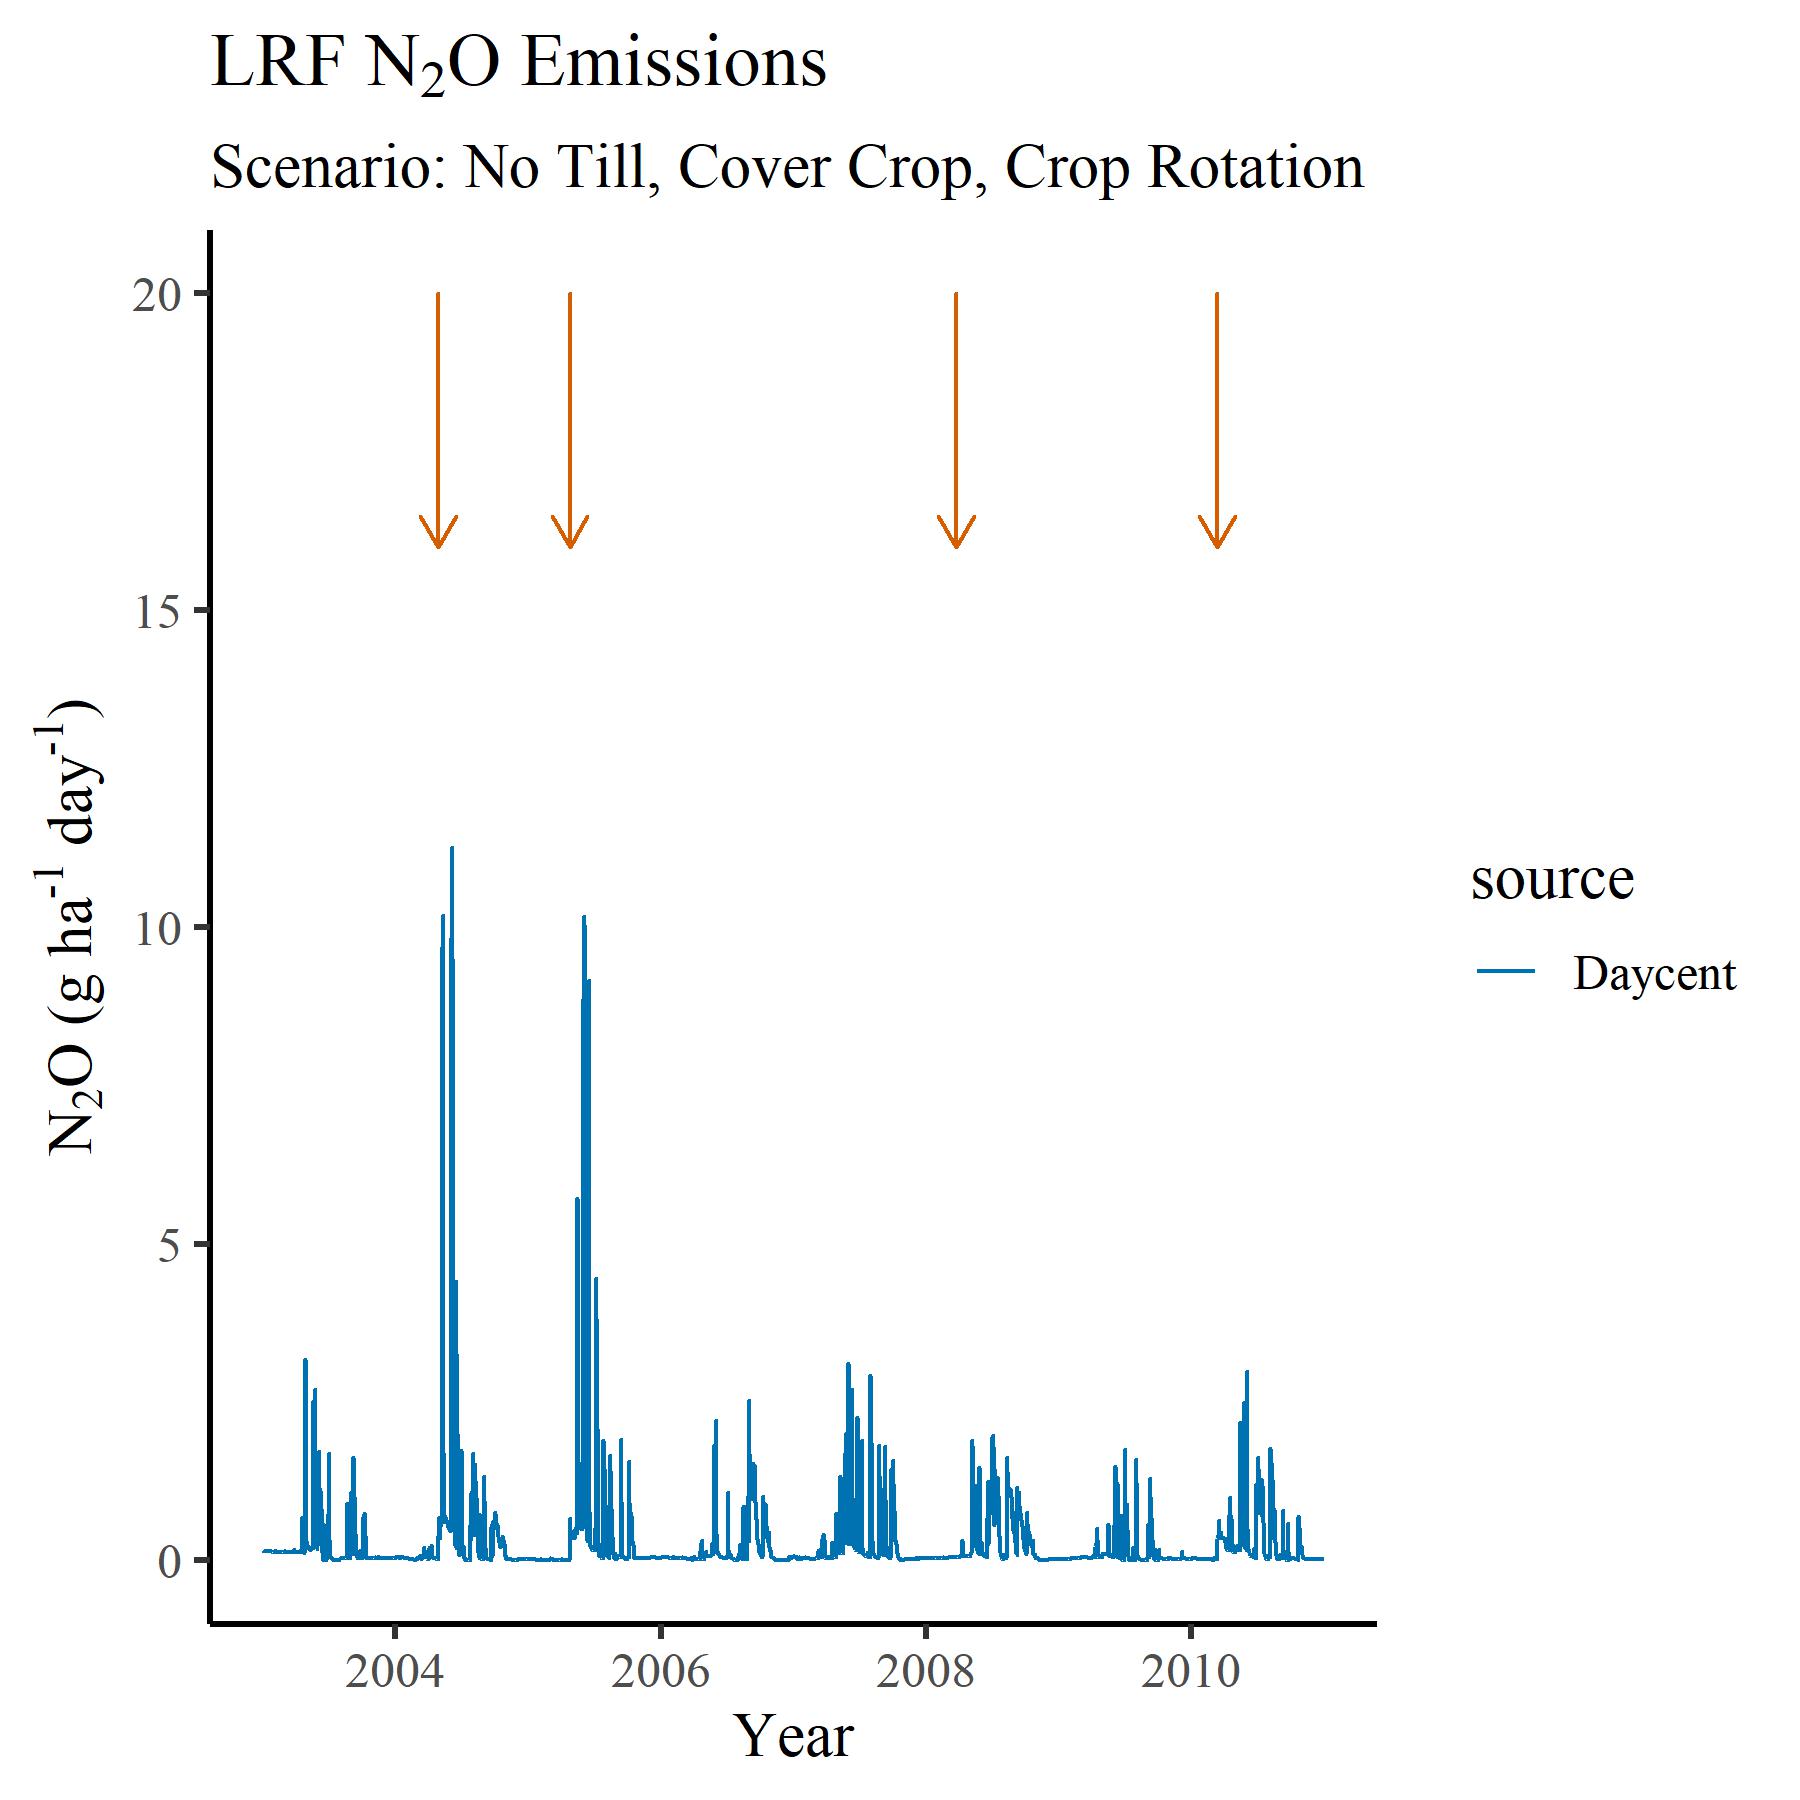 LRF N₂O Emissions
Scenario: No Till, Cover Crop, Crop Rotation
20
15
10
5
0
N₂O (g ha⁻¹ day⁻¹)
2004 2006 2008 2010
Year
source
Daycent